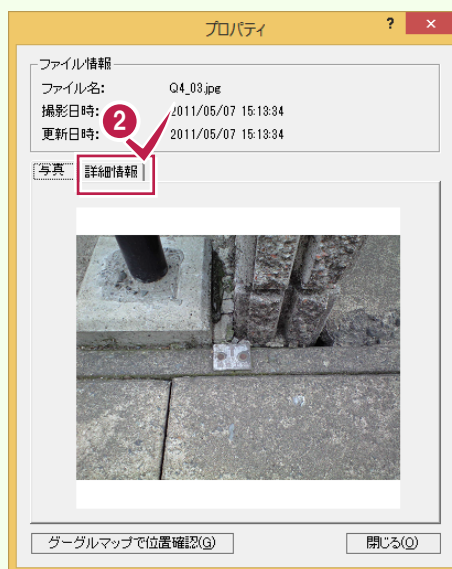 プロパティ
? ×
ファイル情報
ファイル名: Q4_03.jpg
撮影日時: 2011/05/07 15:13:34
更新日時: 2011/05/07 15:13:34
2
写真 詳細情報
グーグルマップで位置確認(G) 閉じる(O)